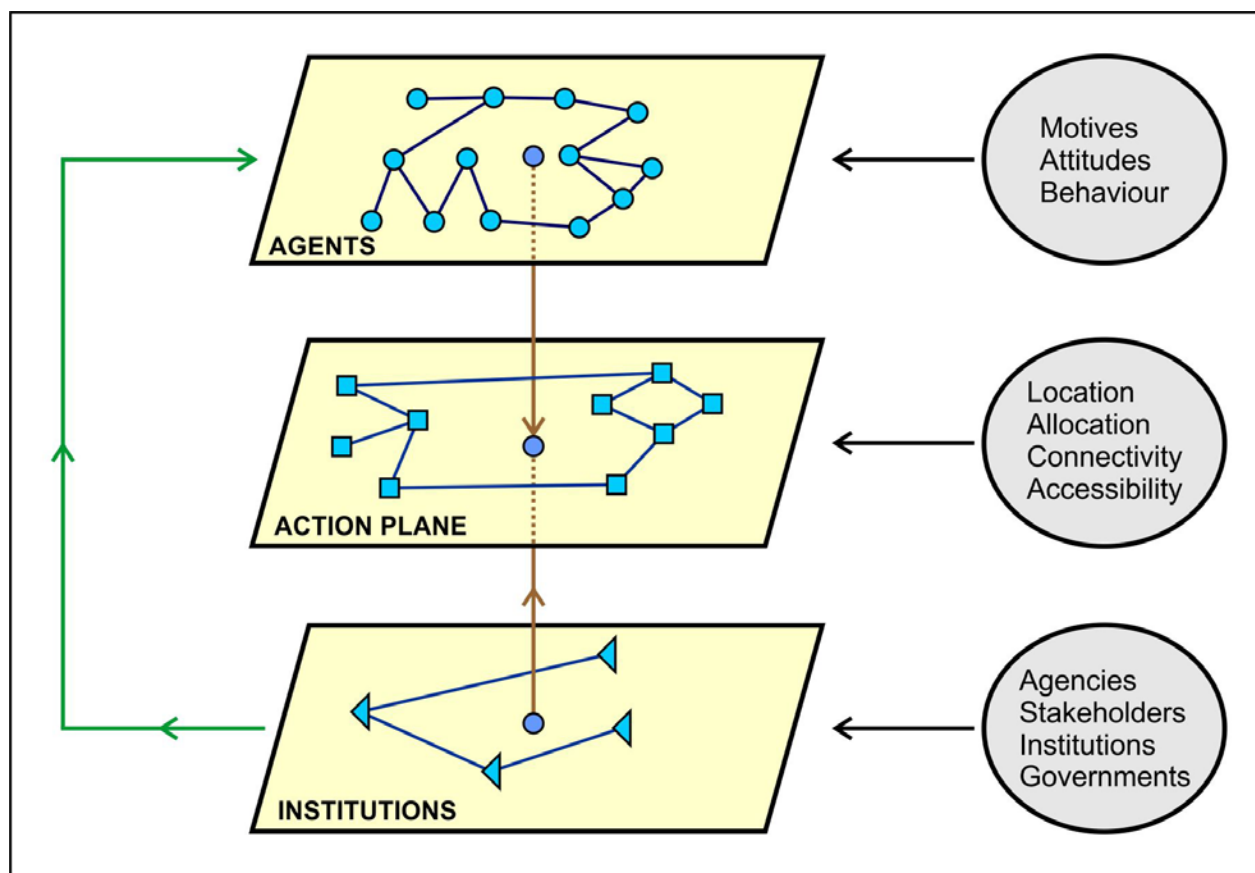 Motives
Attitudes
Behaviour
AGENTS
Location
Allocation
Connectivity
Accessibility
ACTION PLANE
Agencies
Stakeholders
Institutions
Governments
INSTITUTIONS